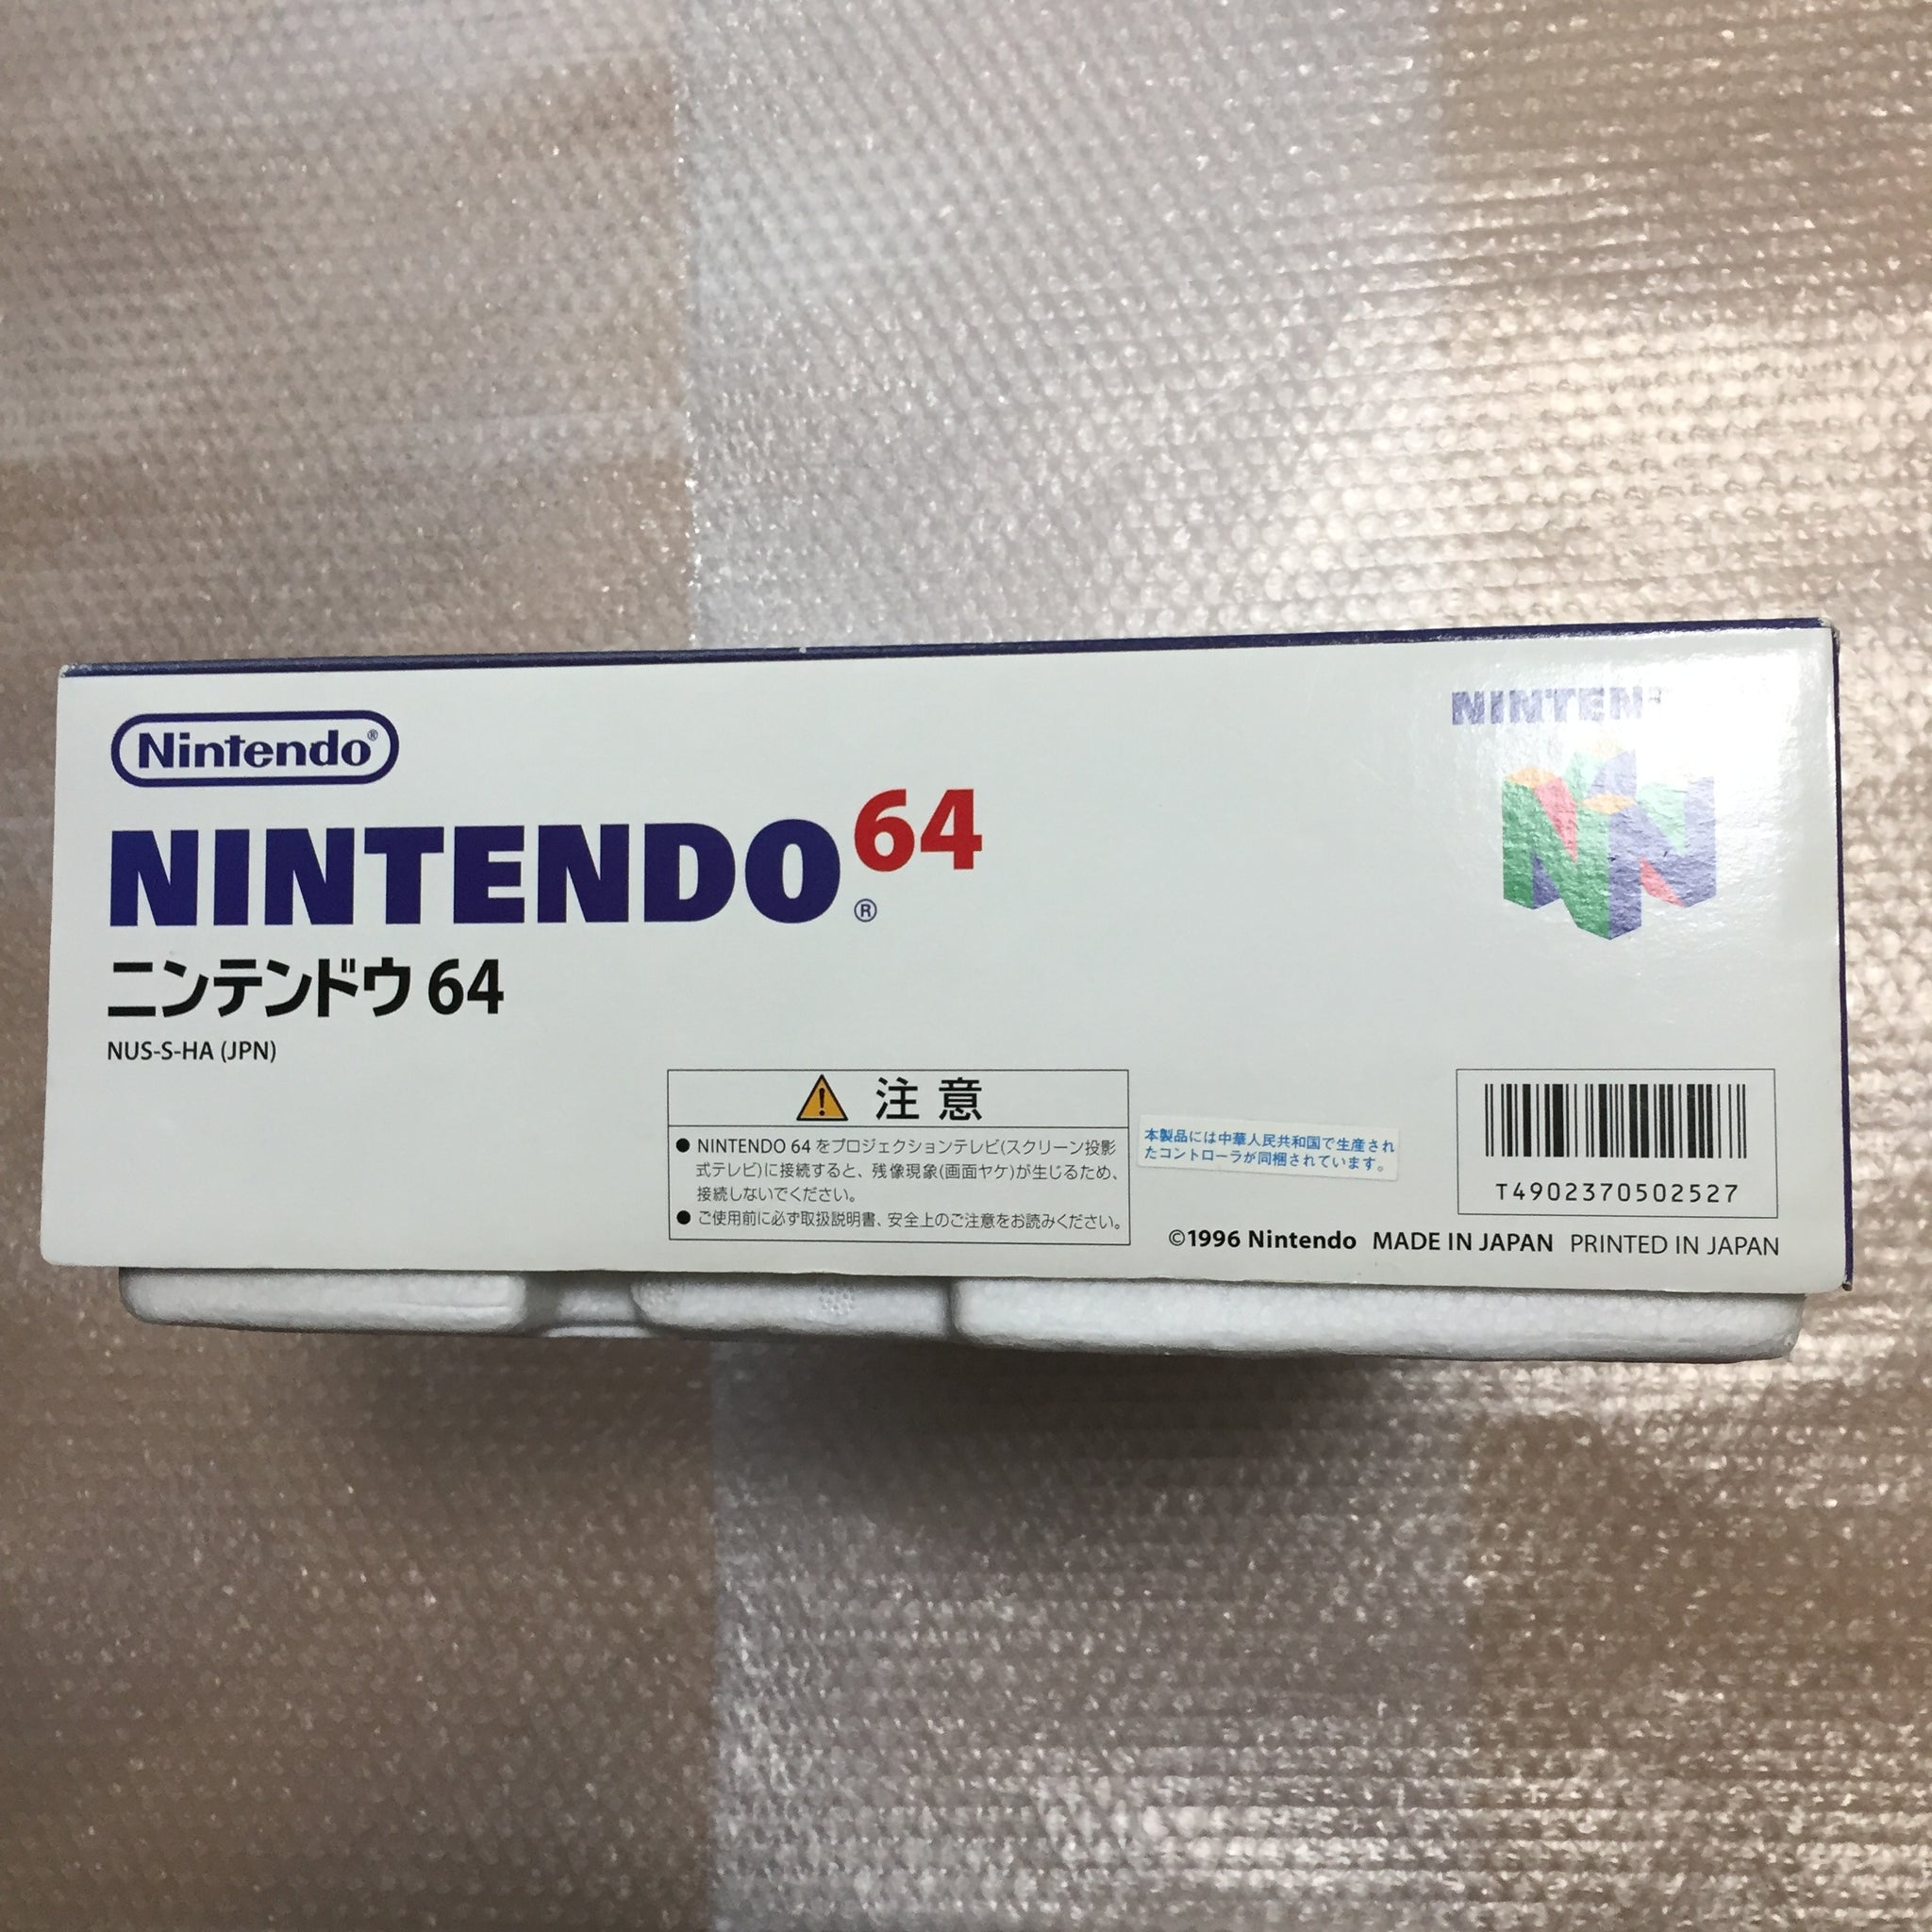 Nintendo®
NINTENDO64®
ニンテンドウ64
NUS-S-HA (JPN)
注意
● NINTENDO 64 をプロジェクションテレビ(スクリーン投影
式テレビ)に接続すると、残像現象(画面ヤケ)が生じるため、
接続しないでください。
● ご使用前に必ず取扱説明書、安全上のご注意をお読みください。
本製品には中華人民共和国で生産され
たコントローラが同梱されています。
T4902370502527
©1996 Nintendo MADE IN JAPAN PRINTED IN JAPAN